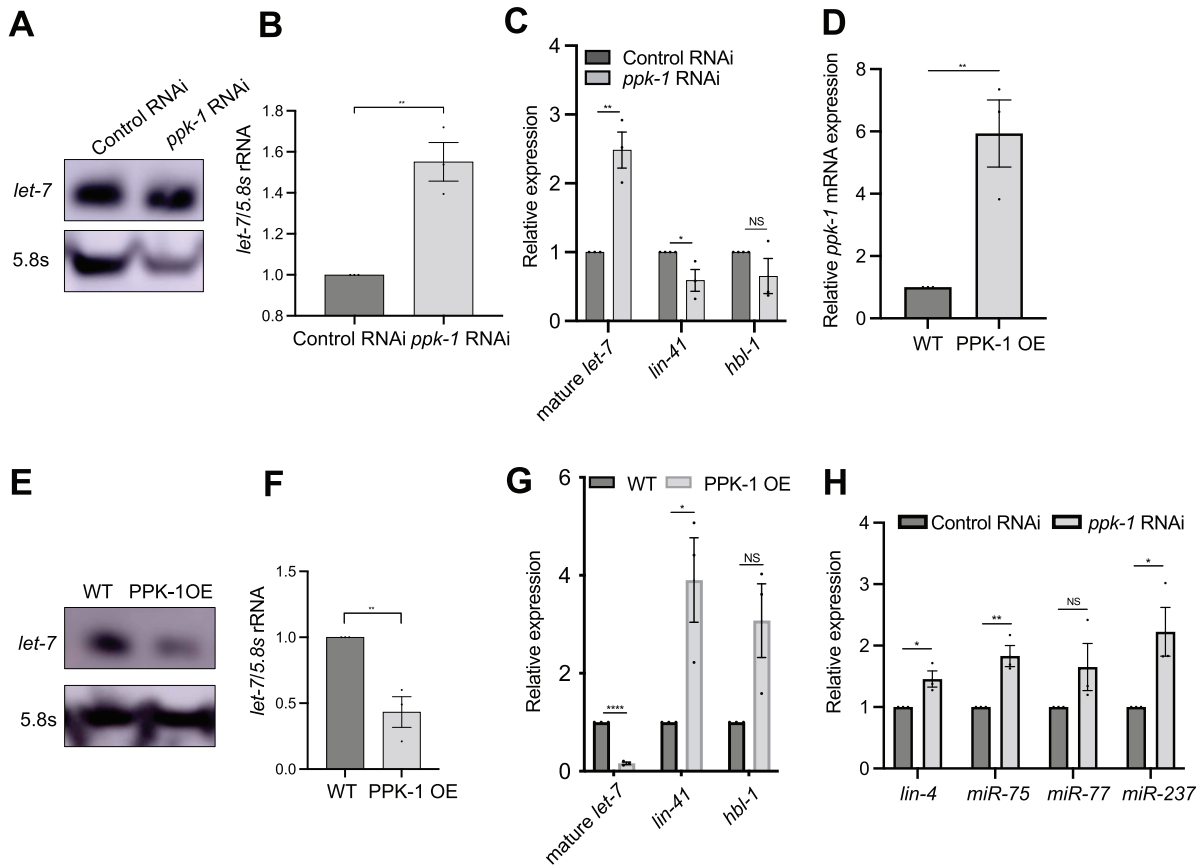 A
Control RNAi
ppk-1 RNAi
let-7
5.8s
B
let-7/5.8s rRNA
1.8
1.6
1.4
1.2
1.0
0.8
**
Control RNAi
ppk-1 RNAi
C
Relative expression
4
3
2
1
0
Control RNAi
ppk-1 RNAi
**
*
NS
mature let-7
lin-41
hbl-1
D
Relative ppk-1 mRNA expression
8
6
4
2
0
**
WT
PPK-1 OE
E
WT
PPK-1OE
let-7
5.8s
F
let-7/5.8s rRNA
1.5
1.0
0.5
0.0
**
WT
PPK-1 OE
G
Relative expression
6
4
2
0
WT
PPK-1 OE
****
*
NS
mature let-7
lin-41
hbl-1
H
Relative expression
4
3
2
1
0
Control RNAi
ppk-1 RNAi
*
**
NS
*
lin-4
miR-75
miR-77
miR-237